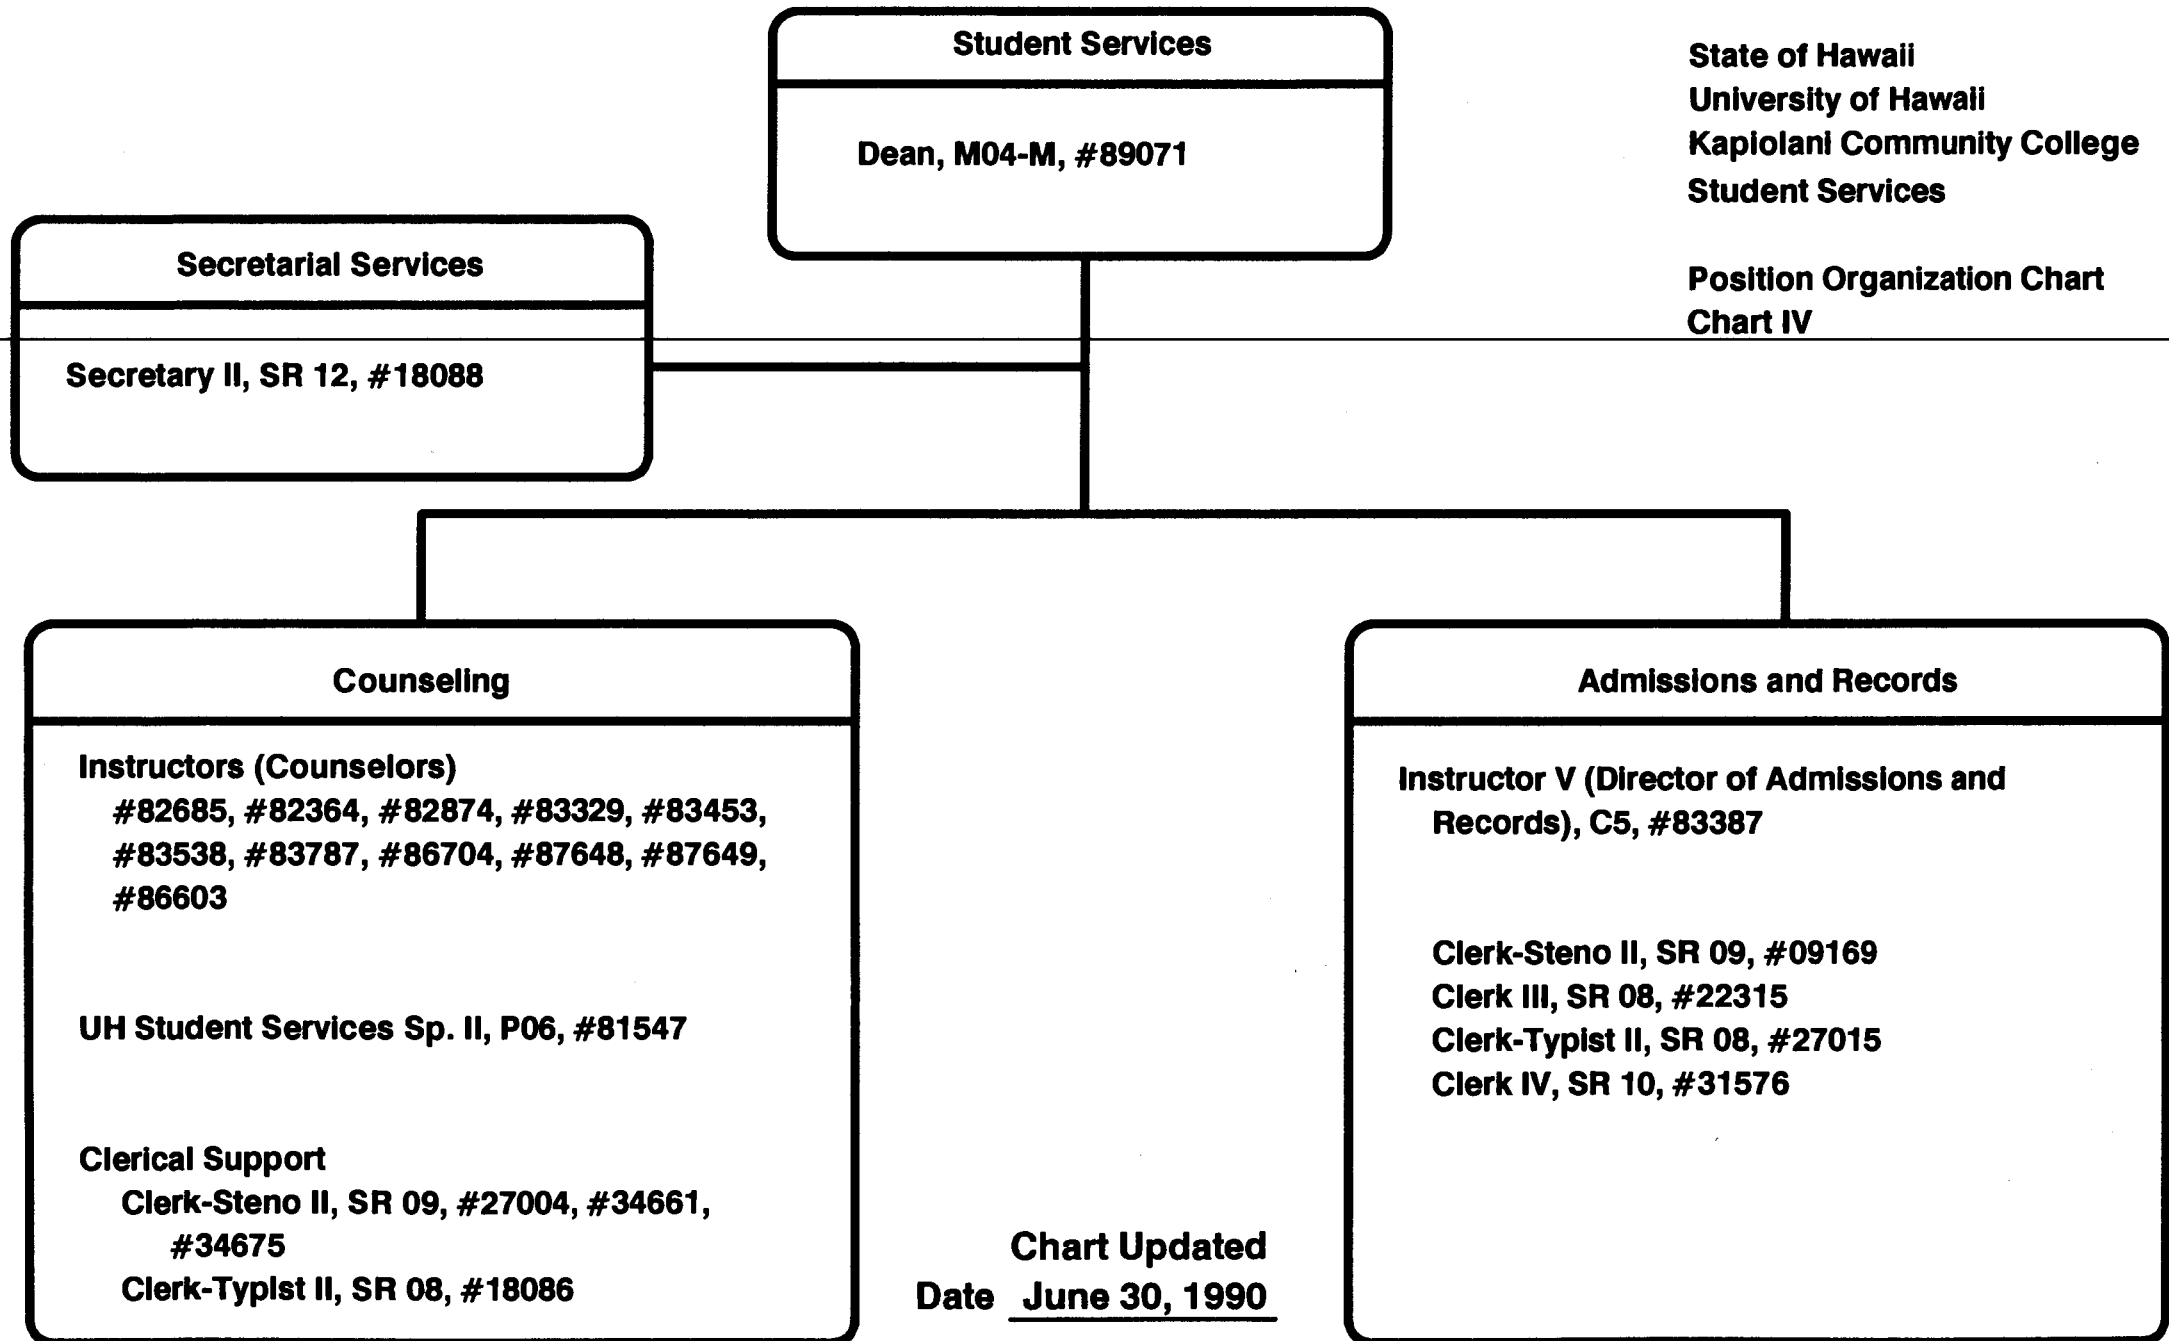 Student Services
Dean, M04-M, #89071
State of Hawaii
University of Hawaii
Kapiolani Community College
Student Services
Position Organization Chart
Chart IV
Secretarial Services
Secretary II, SR 12, #18088
Counseling
Instructors (Counselors)
#82685, #82364, #82874, #83329, #83453,
#83538, #83787, #86704, #87648, #87649,
#86603
UH Student Services Sp. II, P06, #81547
Clerical Support
Clerk-Steno II, SR 09, #27004, #34661,
#34675
Clerk-Typist II, SR 08, #18086
Admissions and Records
Instructor V (Director of Admissions and
Records), C5, #83387
Clerk-Steno II, SR 09, #09169
Clerk III, SR 08, #22315
Clerk-Typist II, SR 08, #27015
Clerk IV, SR 10, #31576
Chart Updated
Date June 30, 1990